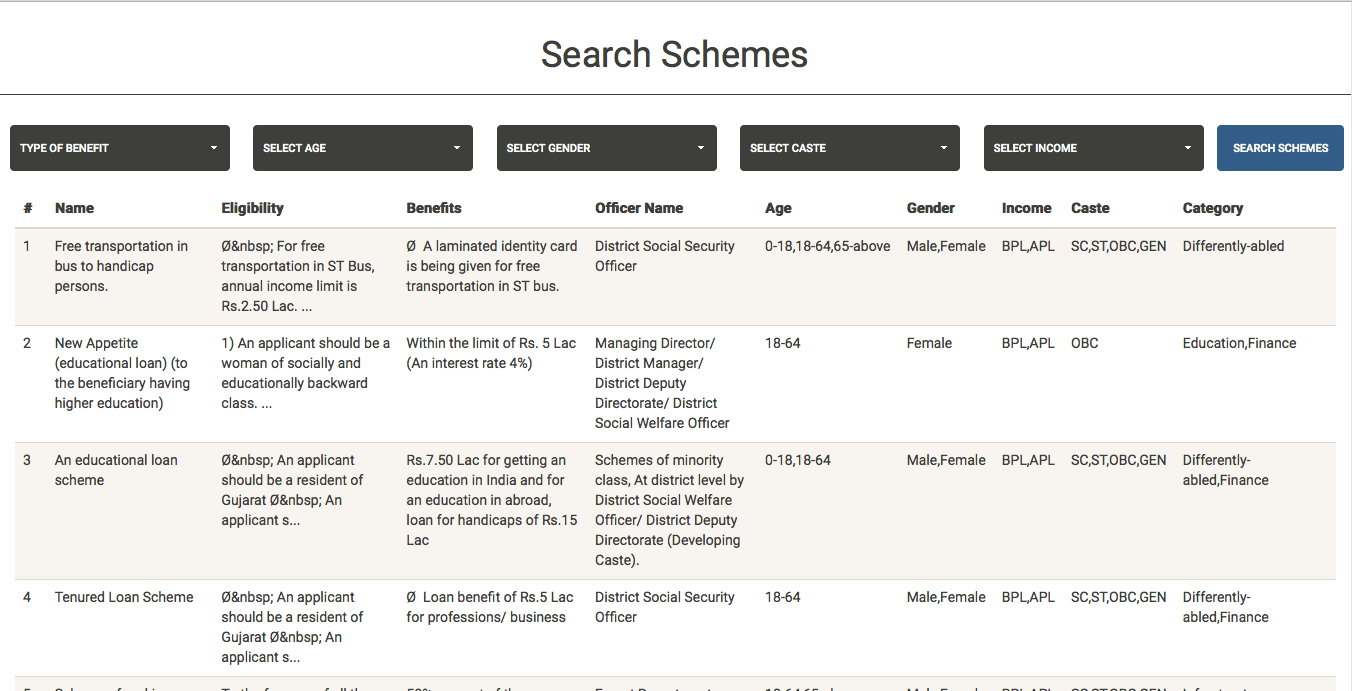 Search Schemes
TYPE OF BENEFIT SELECT AGE SELECT GENDER SELECT CASTE SELECT INCOME SEARCH SCHEMES
# Name Eligibility Benefits Officer Name Age Gender Income Caste Category
1 Free transportation in Ø&nbsp; For free Ø A laminated identity card District Social Security 0-18,18-64,65-above Male,Female BPL,APL SC,ST,OBC,GEN Differently-abled
bus to handicap transportation in ST Bus, is being given for free Officer
persons. annual income limit is transportation in ST bus.
Rs.2.50 Lac. ...
2 New Appetite 1) An applicant should be a Within the limit of Rs. 5 Lac Managing Director/ 18-64 Female BPL,APL OBC Education,Finance
(educational loan) (to woman of socially and (An interest rate 4%) District Manager/
the beneficiary having educationally backward District Deputy
higher education) class. ... Directorate/ District
Social Welfare Officer
3 An educational loan Ø&nbsp; An applicant Rs.7.50 Lac for getting an Schemes of minority 0-18,18-64 Male,Female BPL,APL SC,ST,OBC,GEN Differently-
scheme should be a resident of education in India and for class, At district level by abled,Finance
Gujarat Ø&nbsp; An an education in abroad, District Social Welfare
applicant s... loan for handicaps of Rs.15 Officer/ District Deputy
Lac Directorate (Developing
Caste).
4 Tenured Loan Scheme Ø&nbsp; An applicant Ø Loan benefit of Rs.5 Lac District Social Security 18-64 Male,Female BPL,APL SC,ST,OBC,GEN Differently-
should be a resident of for professions/ business Officer abled,Finance
Gujarat Ø&nbsp; An
applicant s...